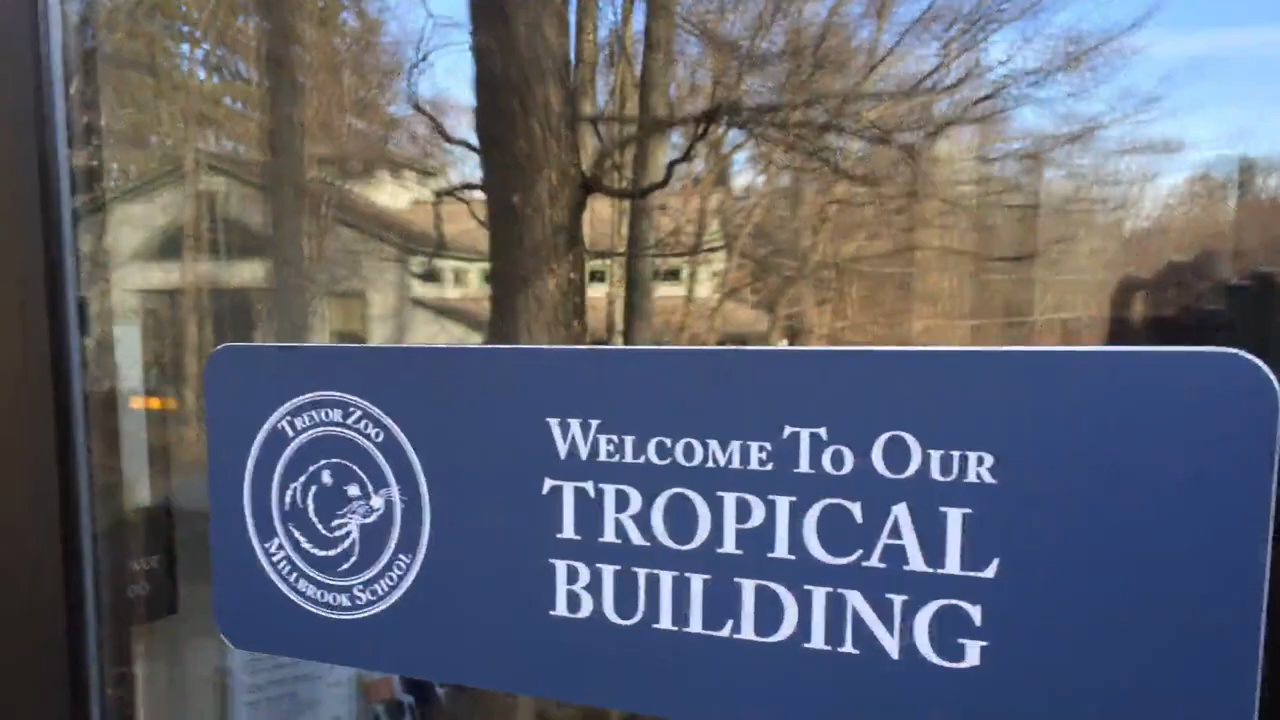 TREVOR ZOO
MILLBROOK SCHOOL
WELCOME TO OUR
TROPICAL
BUILDING